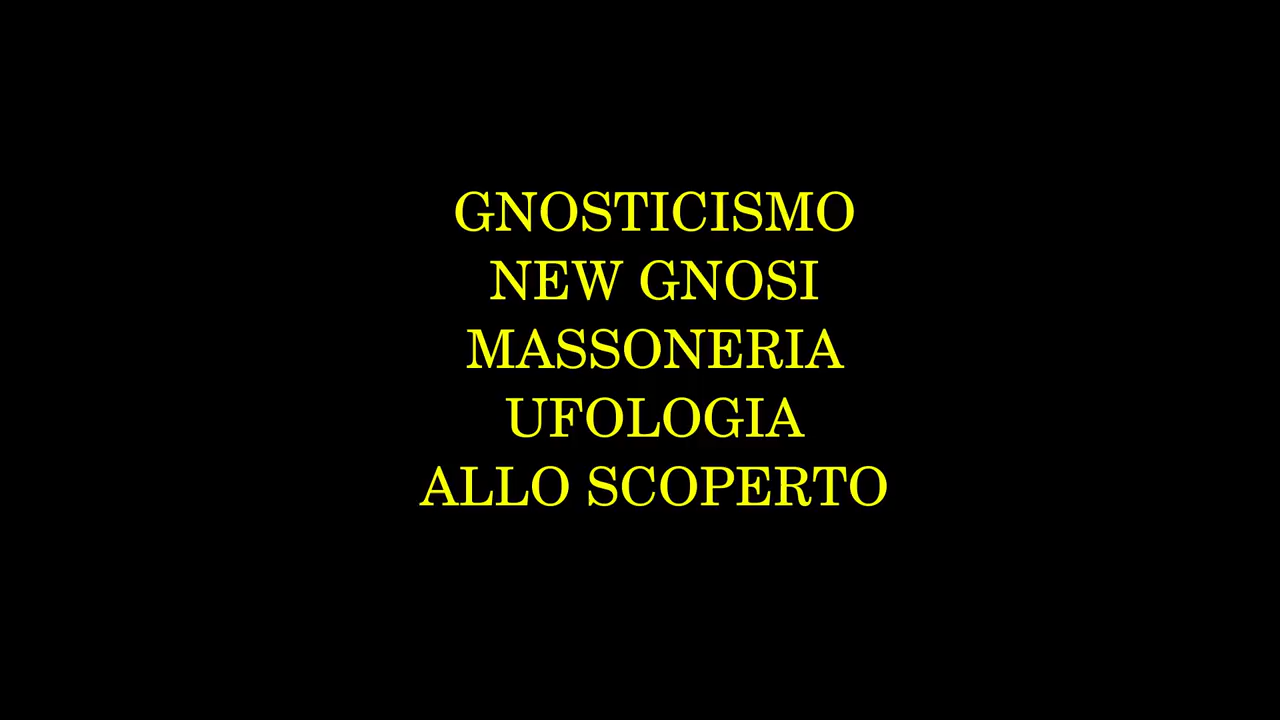 GNOSTICISMO
NEW GNOSI
MASSONERIA
UFOLOGIA
ALLO SCOPERTO